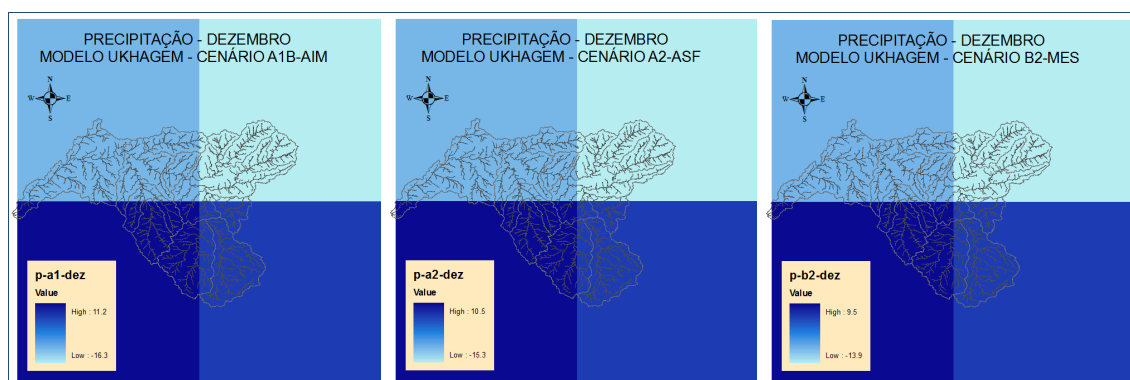 PRECIPITAÇÃO - DEZEMBRO
MODELO UKHAGEM - CENÁRIO A1B-AIM
N
W E
S
p-a1-dez
Value
High : 11.2
Low : -16.3
PRECIPITAÇÃO - DEZEMBRO
MODELO UKHAGEM - CENÁRIO A2-ASF
N
W E
S
p-a2-dez
Value
High : 10.5
Low : -15.3
PRECIPITAÇÃO - DEZEMBRO
MODELO UKHAGEM - CENÁRIO B2-MES
N
W E
S
p-b2-dez
Value
High : 9.5
Low : -13.9